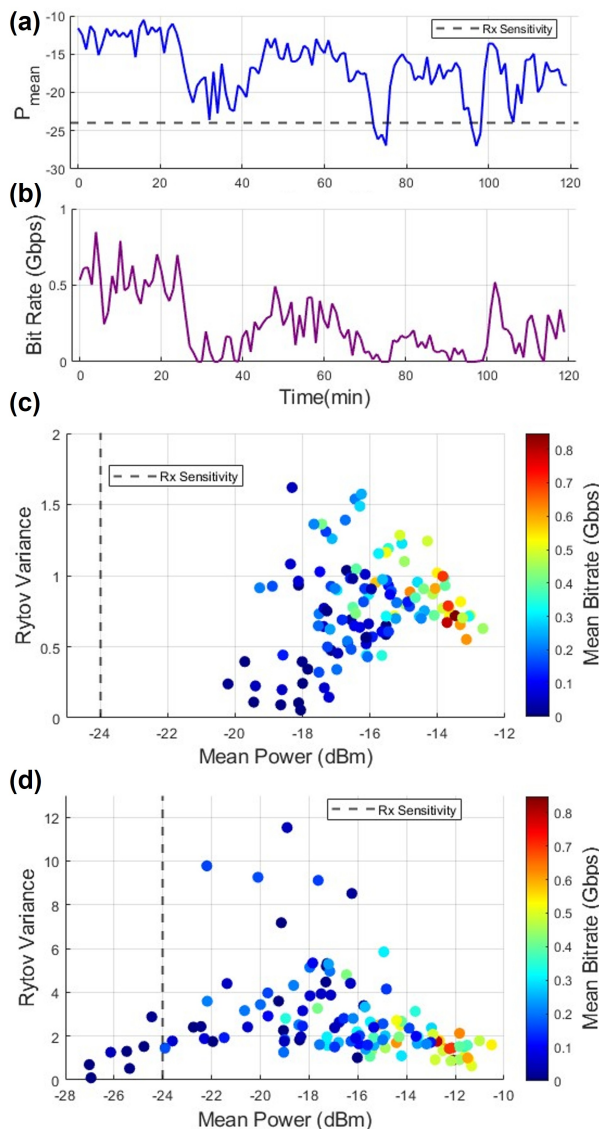 (a)
-10
-15
-20
-25
-30
P mean
Rx Sensitivity
0 20 40 60 80 100 120
(b)
1
0.5
0
Bit Rate (Gbps)
0 20 40 60 80 100 120
Time(min)
(c)
2
1.5
1
0.5
0
Rytov Variance
Rx Sensitivity
-24 -22 -20 -18 -16 -14 -12
Mean Power (dBm)
0.8
0.7
0.6
0.5
0.4
0.3
0.2
0.1
0
Mean Bitrate (Gbps)
(d)
12
10
8
6
4
2
0
Rytov Variance
Rx Sensitivity
-28 -26 -24 -22 -20 -18 -16 -14 -12 -10
Mean Power (dBm)
0.8
0.7
0.6
0.5
0.4
0.3
0.2
0.1
0
Mean Bitrate (Gbps)